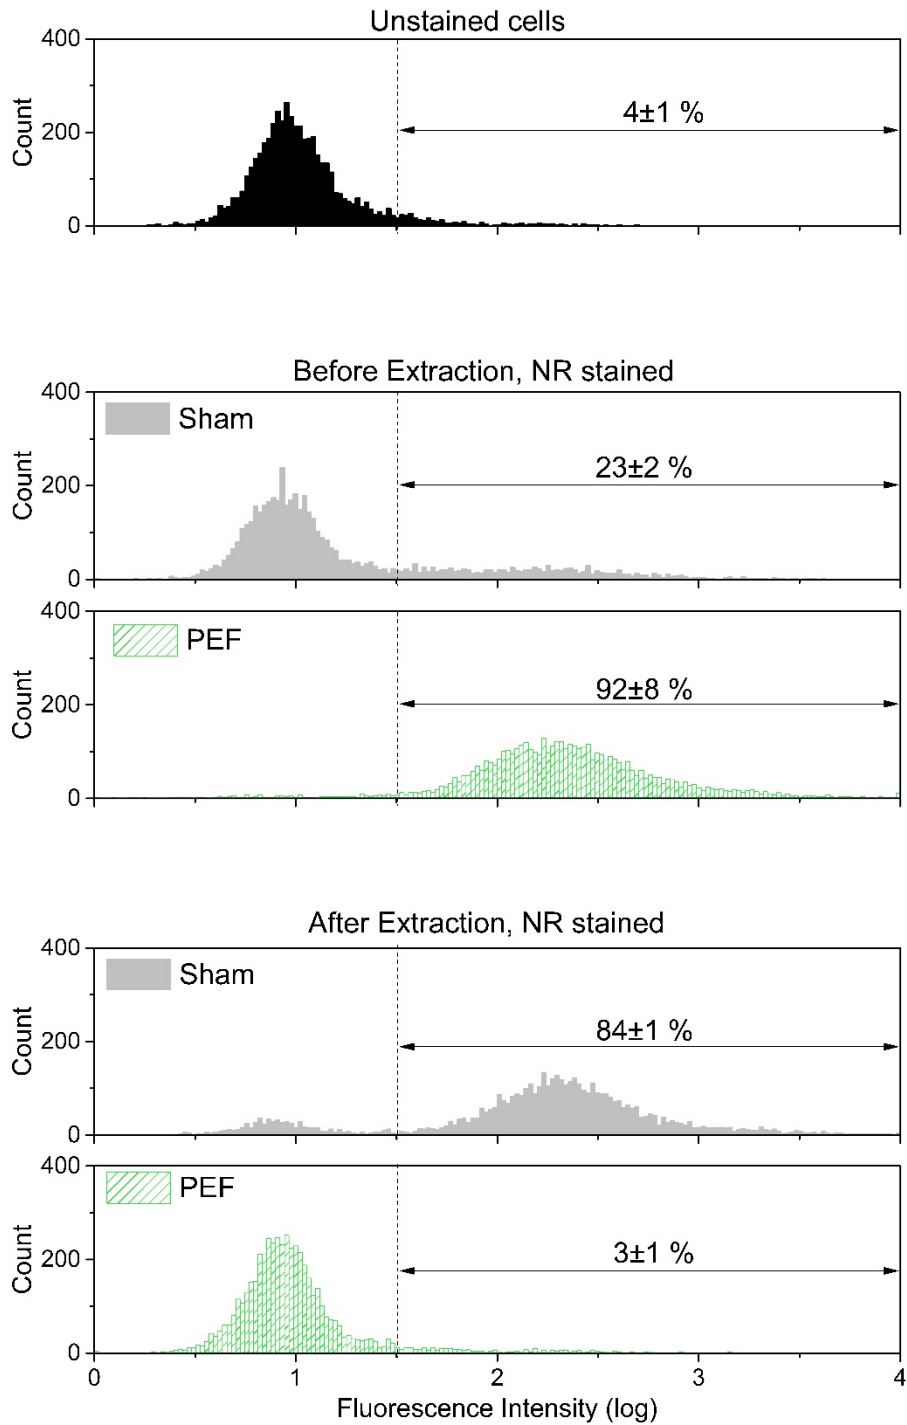 Unstained cells
400
200
0
Count
4±1 %
Before Extraction, NR stained
400
200
0
Count
Sham
23±2 %
400
200
0
Count
PEF
92±8 %
After Extraction, NR stained
400
200
0
Count
Sham
84±1 %
400
200
0
Count
PEF
3±1 %
0 1 2 3 4
Fluorescence Intensity (log)